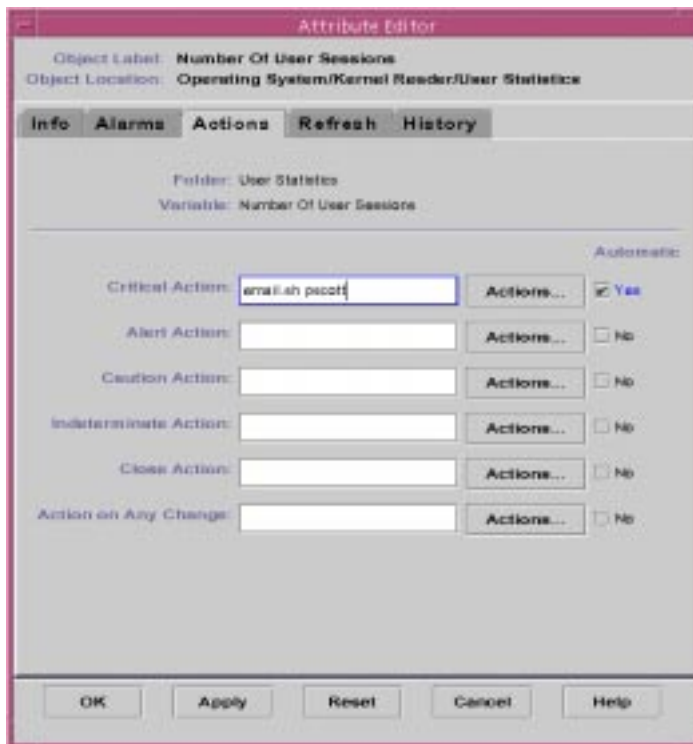 Attribute Editor
Object Label: Number Of User Sessions
Object Location: Operating System/Kernel Reader/User Statistics
Info Alarms Actions Refresh History
Folder: User Statistics
Variable: Number Of User Sessions
Automatic
Critical Action: email.sh pscott Actions... Yes
Alert Action: Actions... No
Caution Action: Actions... No
Indeterminate Action: Actions... No
Close Action: Actions... No
Action on Any Change: Actions... No
OK Apply Reset Cancel Help